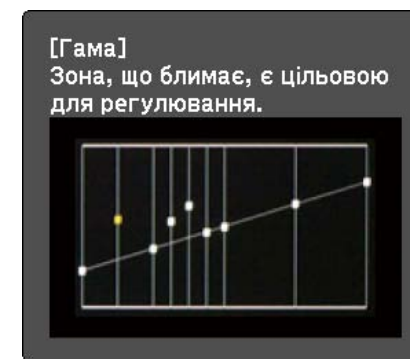 [Гама]
Зона, що блимає, є цільовою
для регулювання.